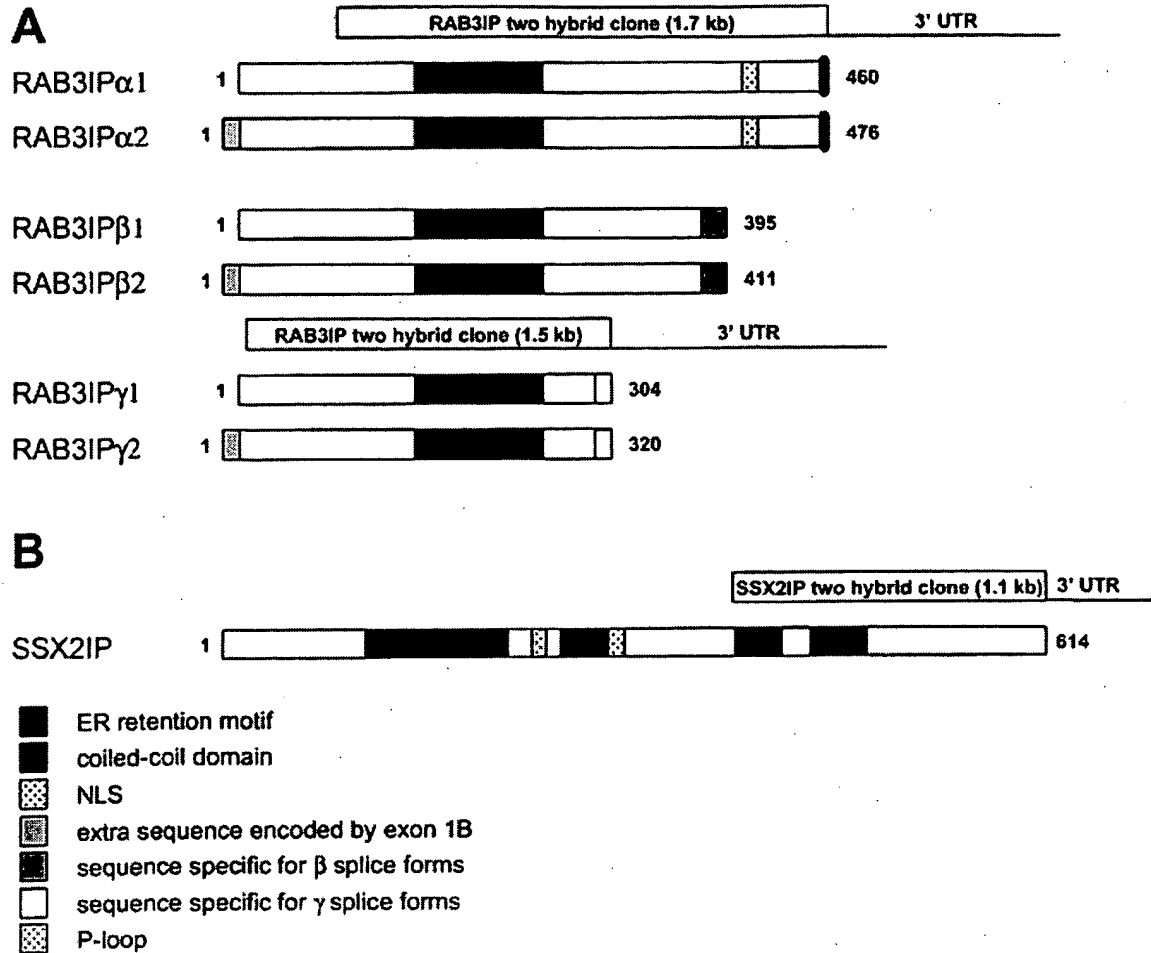 A
RAB3IP two hybrid clone (1.7 kb) 3' UTR
RAB3IPα1 1 460
RAB3IPα2 1 476
RAB3IPβ1 1 395
RAB3IPβ2 1 411
RAB3IP two hybrid clone (1.5 kb) 3' UTR
RAB3IPγ1 1 304
RAB3IPγ2 1 320
B
SSX2IP two hybrid clone (1.1 kb) 3' UTR
SSX2IP 1 614
ER retention motif
coiled-coil domain
NLS
extra sequence encoded by exon 1B
sequence specific for β splice forms
sequence specific for γ splice forms
P-loop